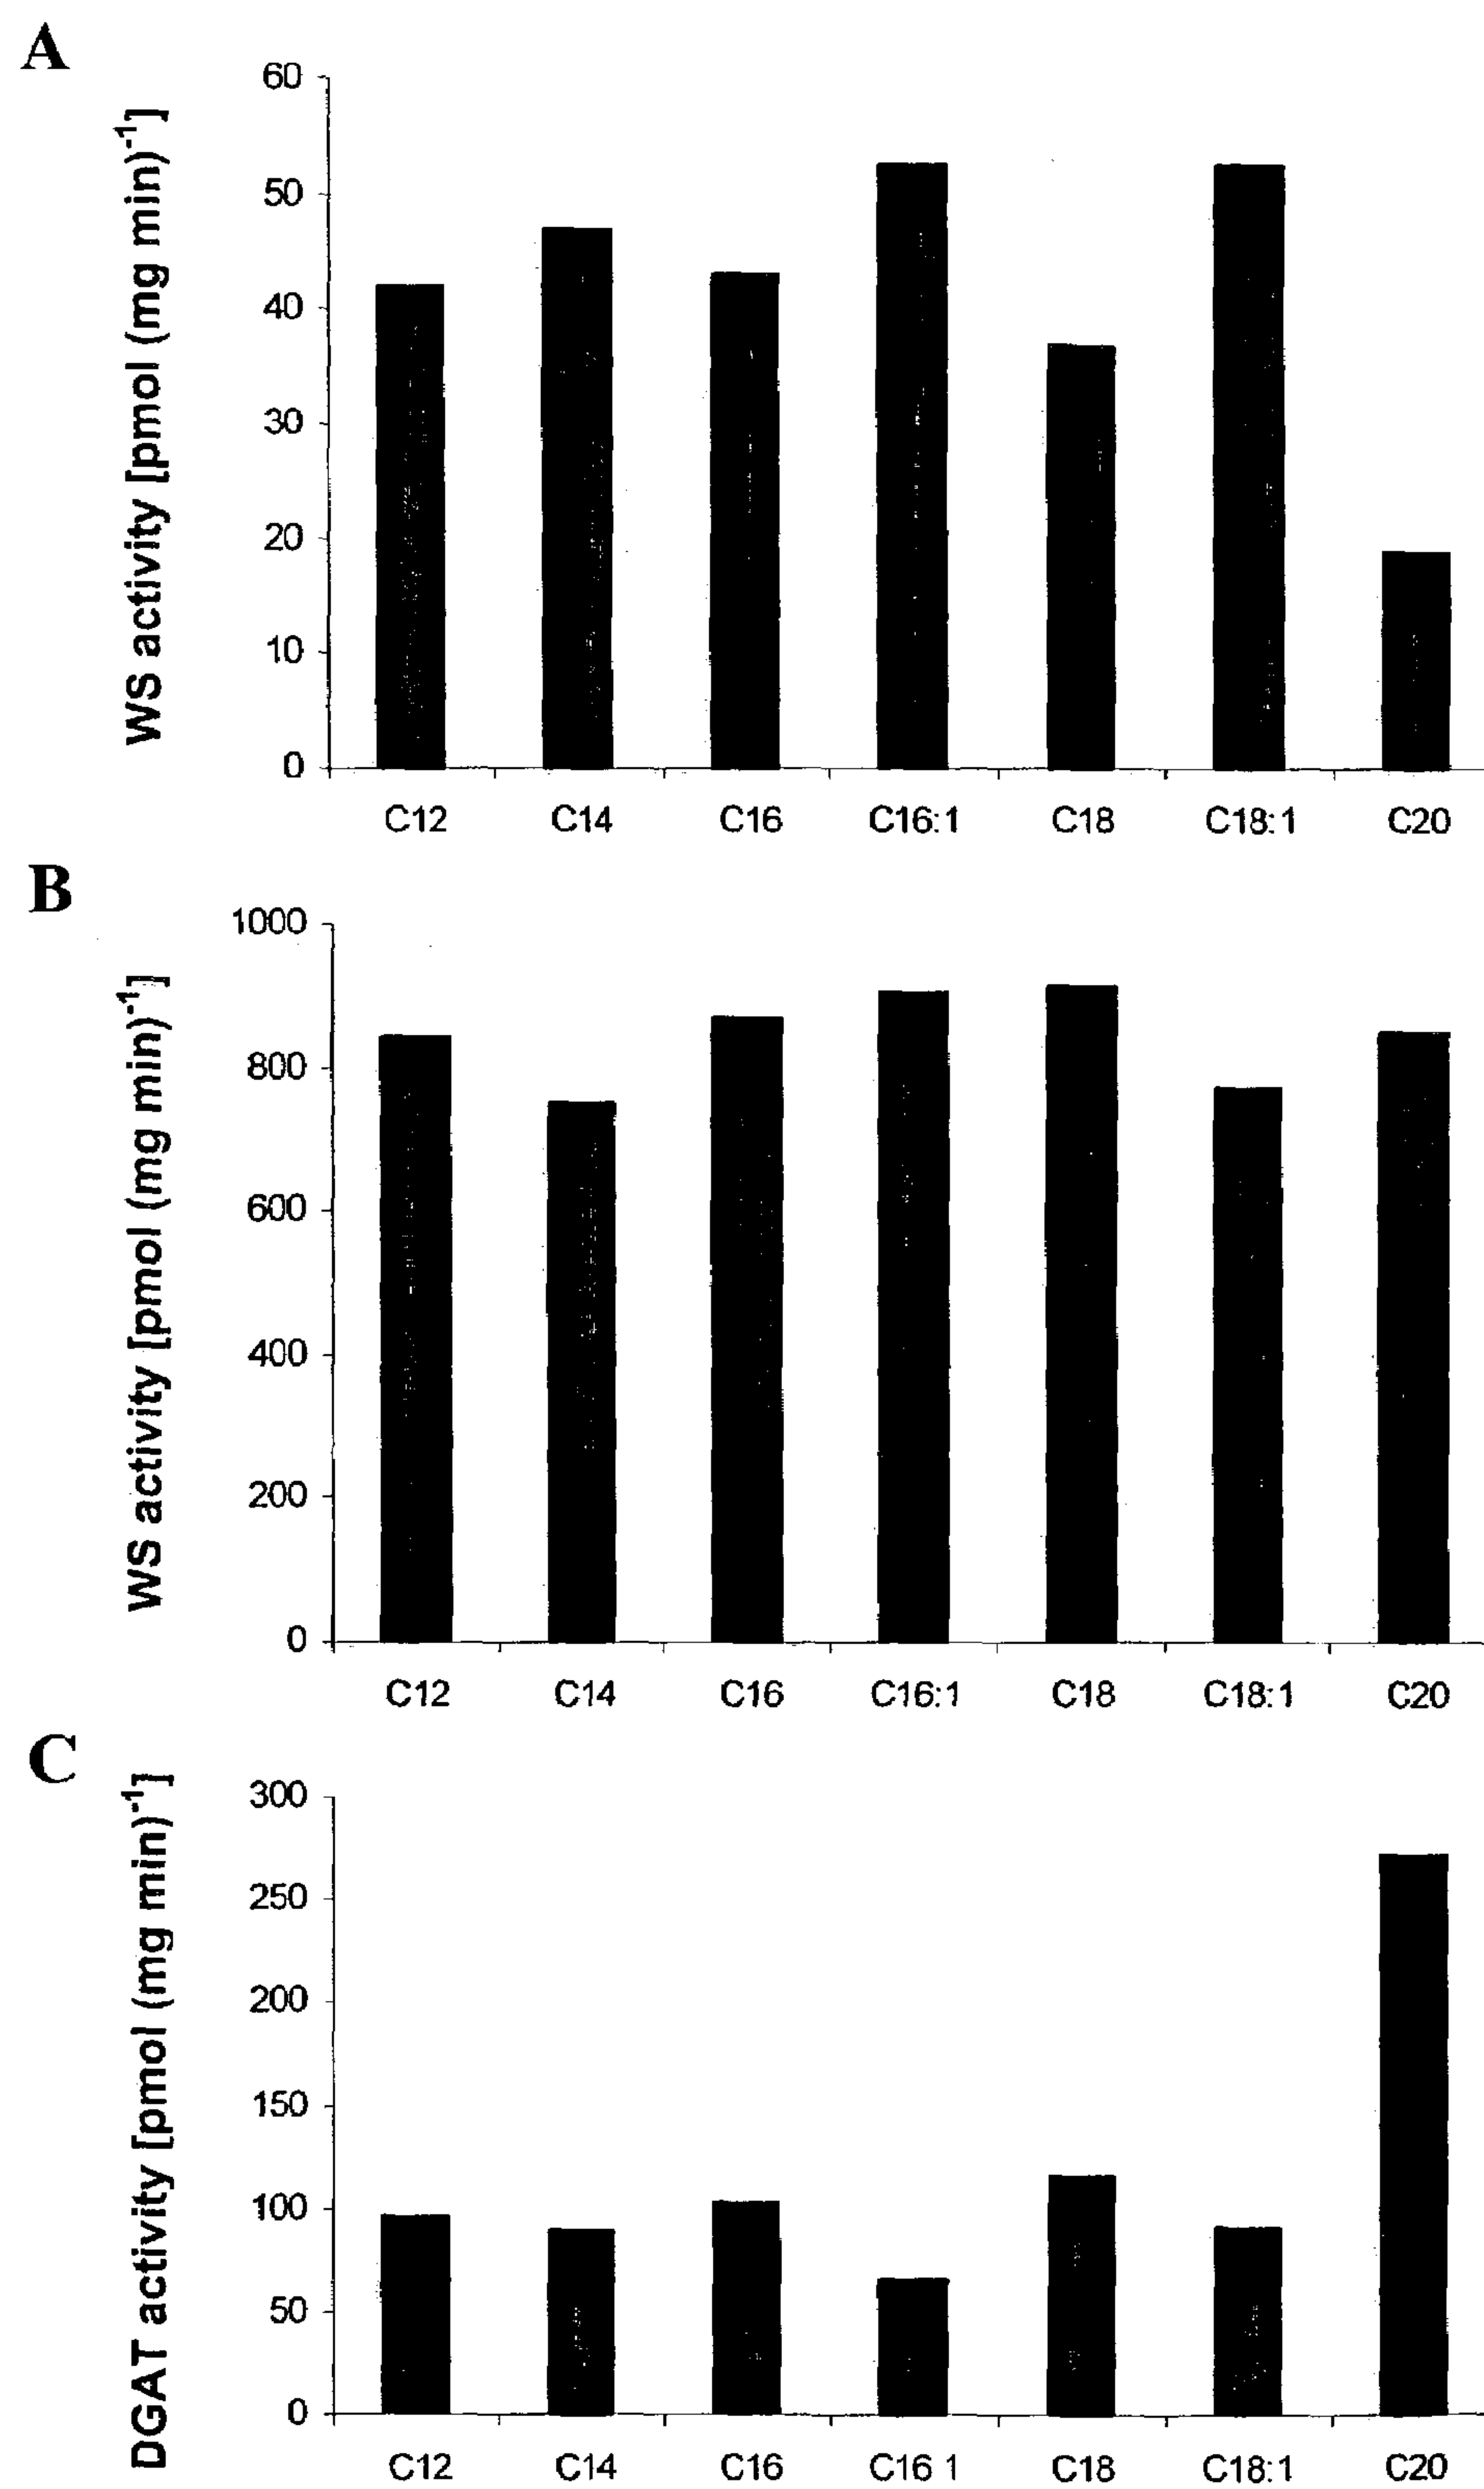 A
WS activity [pmol (mg min)⁻¹]
60
50
40
30
20
10
0
C12 C14 C16 C16:1 C18 C18:1 C20
B
WS activity [pmol (mg min)⁻¹]
1000
800
600
400
200
0
C12 C14 C16 C16:1 C18 C18:1 C20
C
DGAT activity [pmol (mg min)⁻¹]
300
250
200
150
100
50
0
C12 C14 C16 C16 1 C18 C18:1 C20